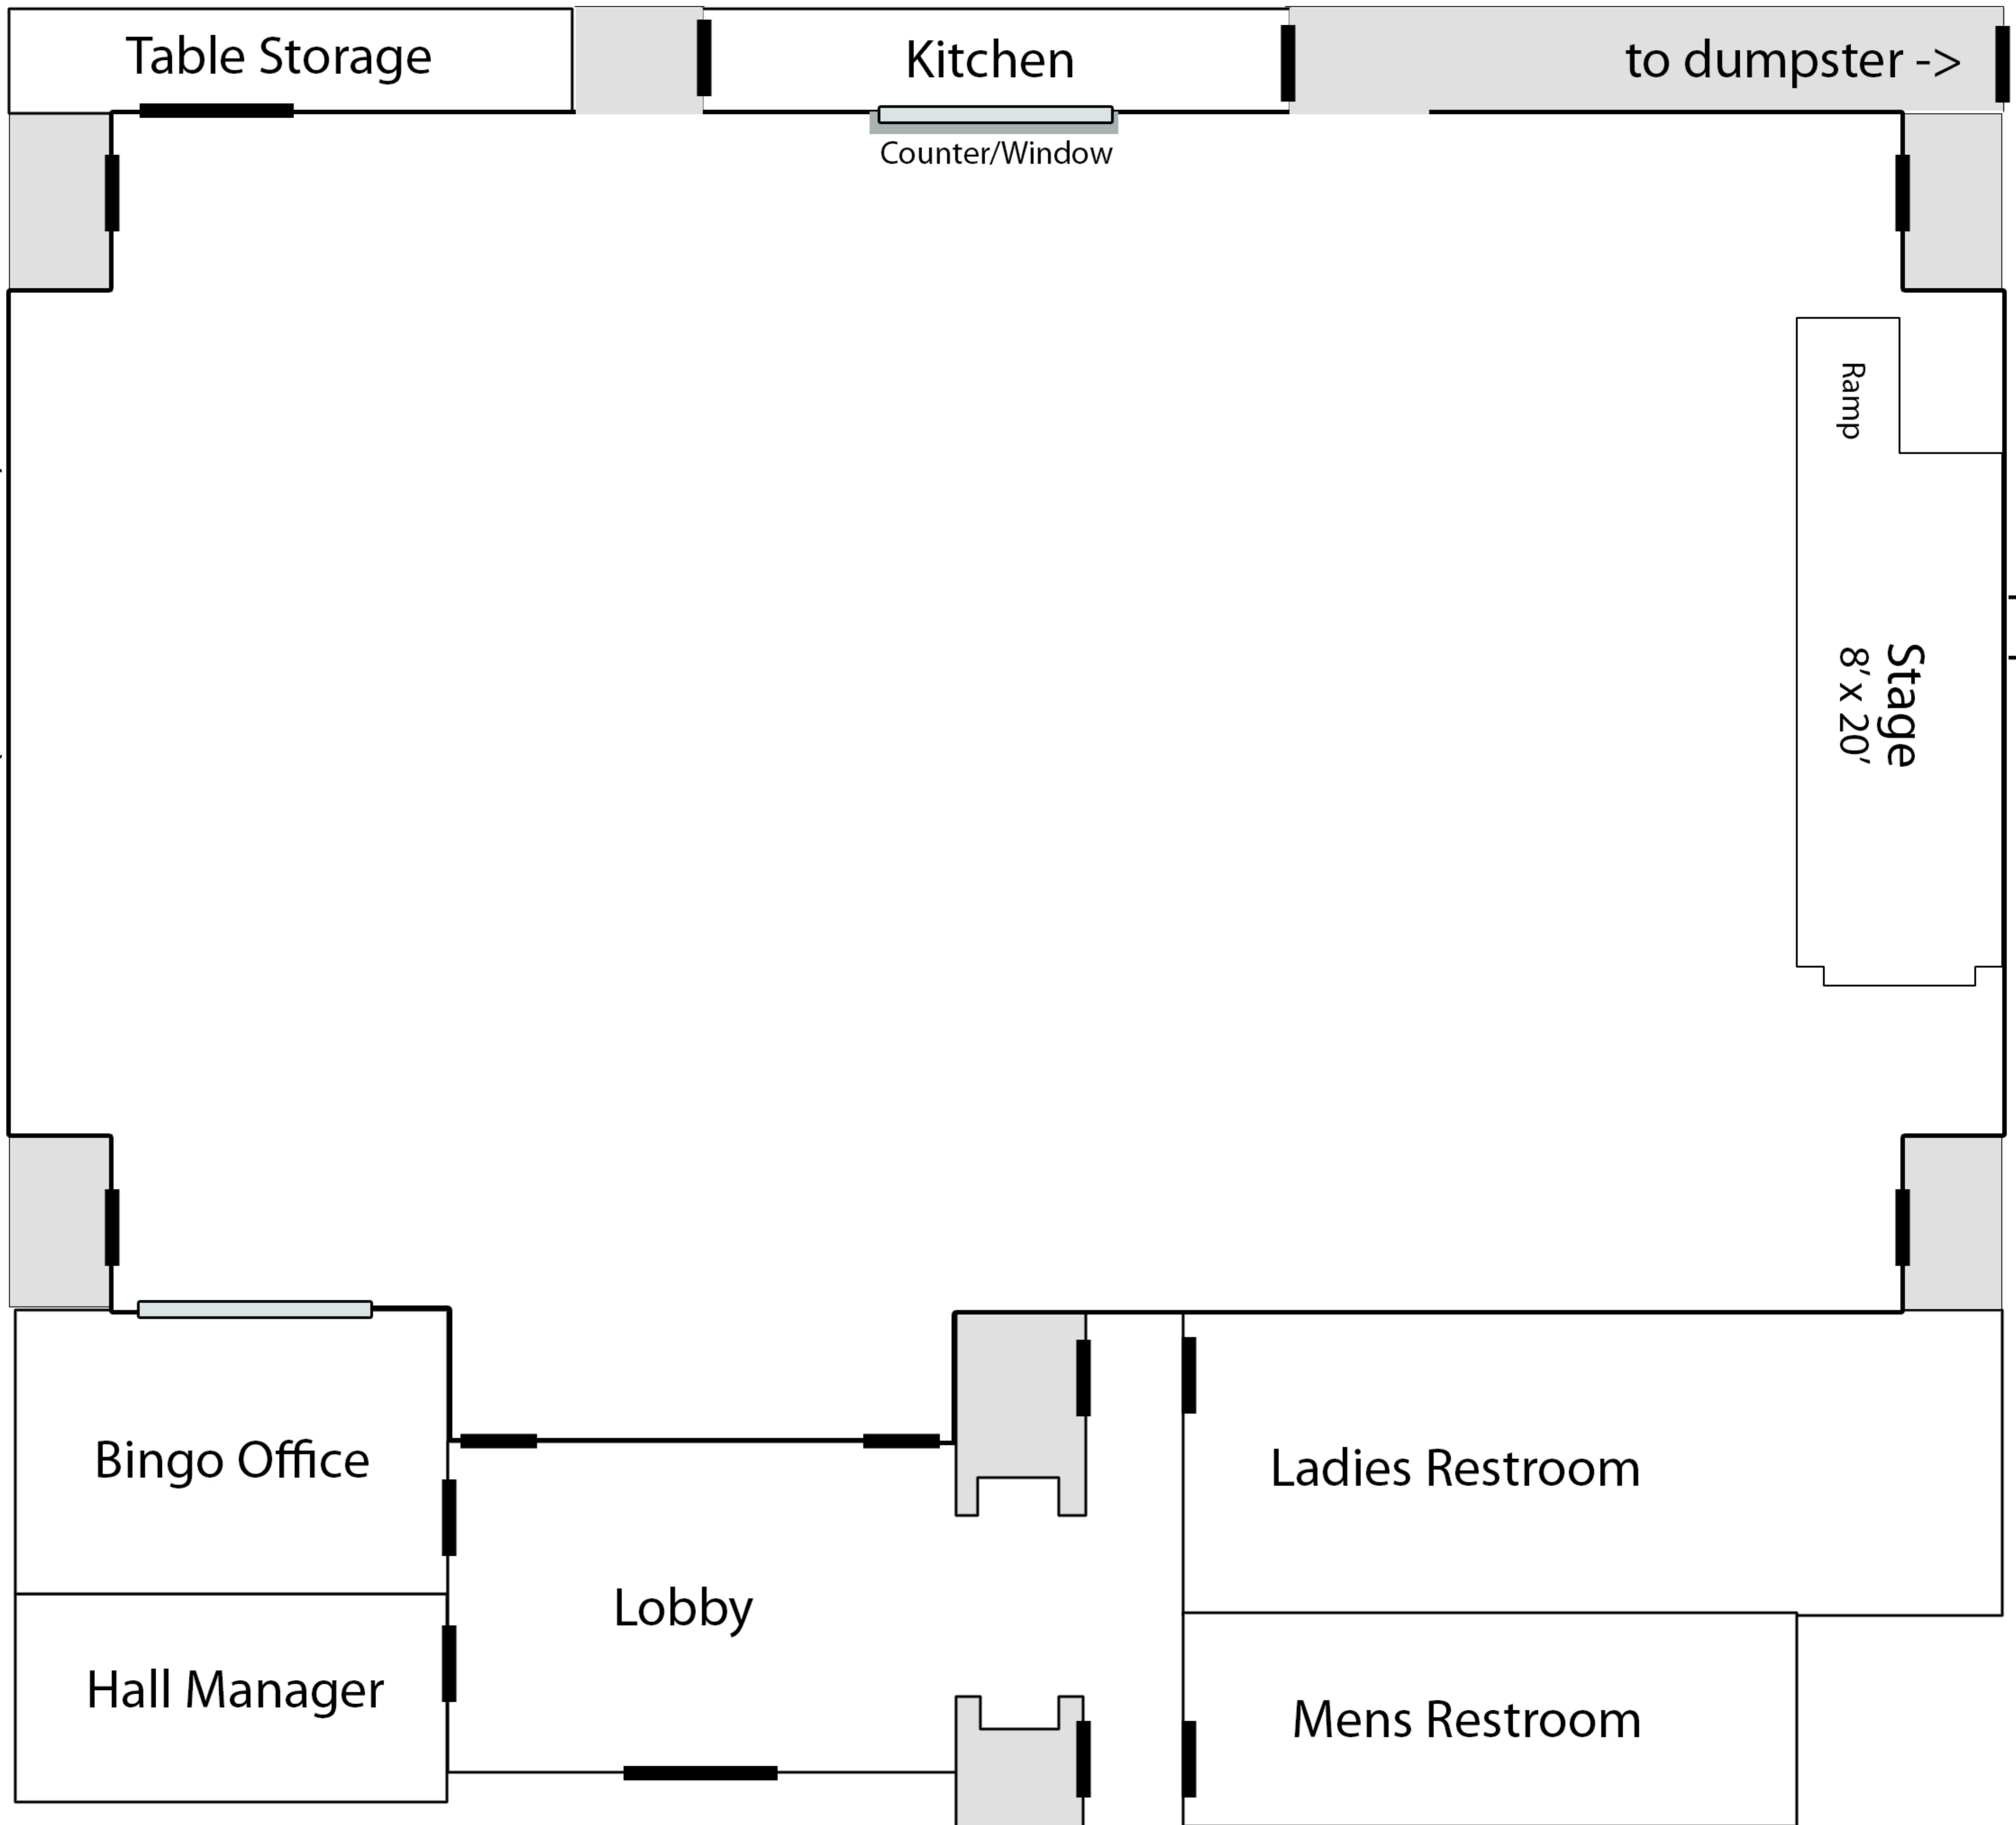 Table Storage
Kitchen
to dumpster ->
Counter/Window
Ramp
Stage
8’ x 20’
Bingo Office
Ladies Restroom
Lobby
Hall Manager
Mens Restroom